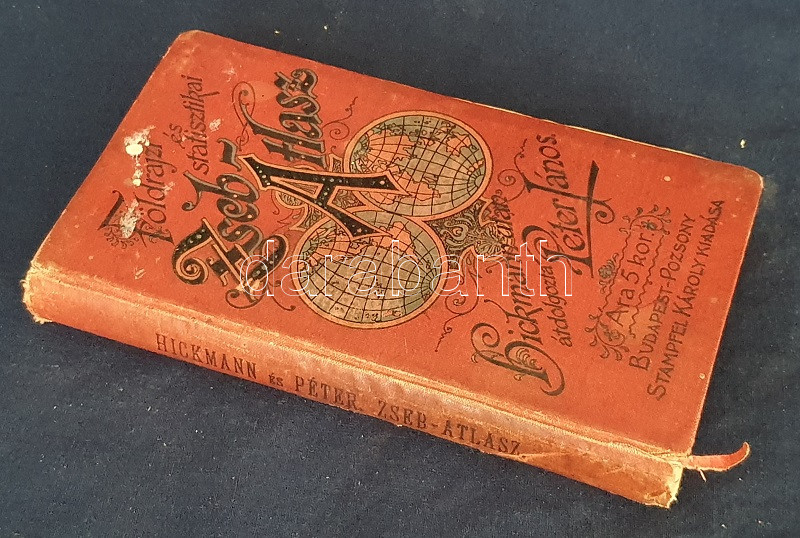 Földrajzi
és
statisztikai
Zseb-
Atlasz
Hickmann után
átdolgozta
Péter János.
Ára 5 kor.
BUDAPEST-POZSONY
STAMPFEL KÁROLY KIADÁSA
HICKMANN ÉS PÉTER ZSEB-ATLASZ
darabanth